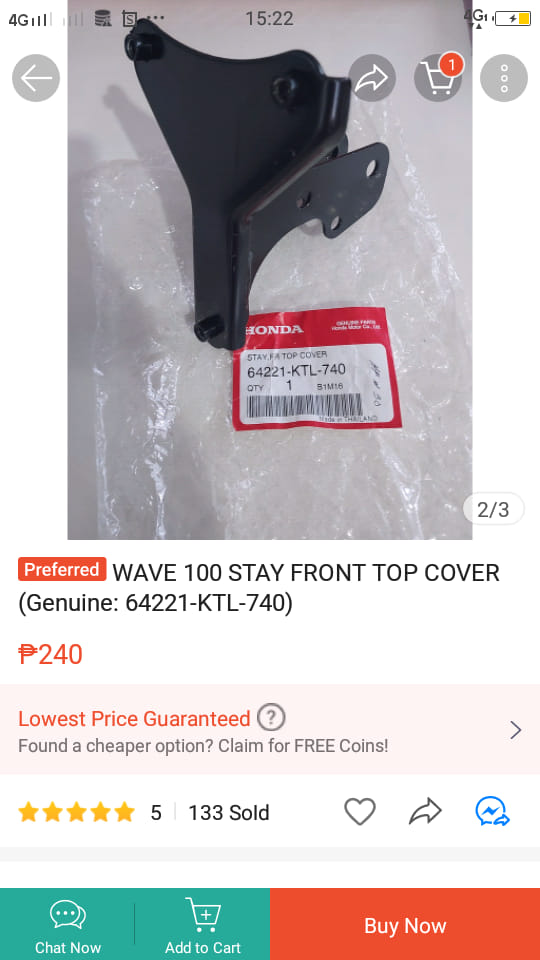 4G 15:22 4G
1
HONDA
GENUINE PARTS
Honda Motor Co., Ltd.
STAY,FR TOP COVER
64221-KTL-740
QTY 1 B1M16
Made in THAILAND
2/3
Preferred WAVE 100 STAY FRONT TOP COVER
(Genuine: 64221-KTL-740)
₱240
Lowest Price Guaranteed ?
Found a cheaper option? Claim for FREE Coins!
5 133 Sold
Chat Now
Add to Cart
Buy Now